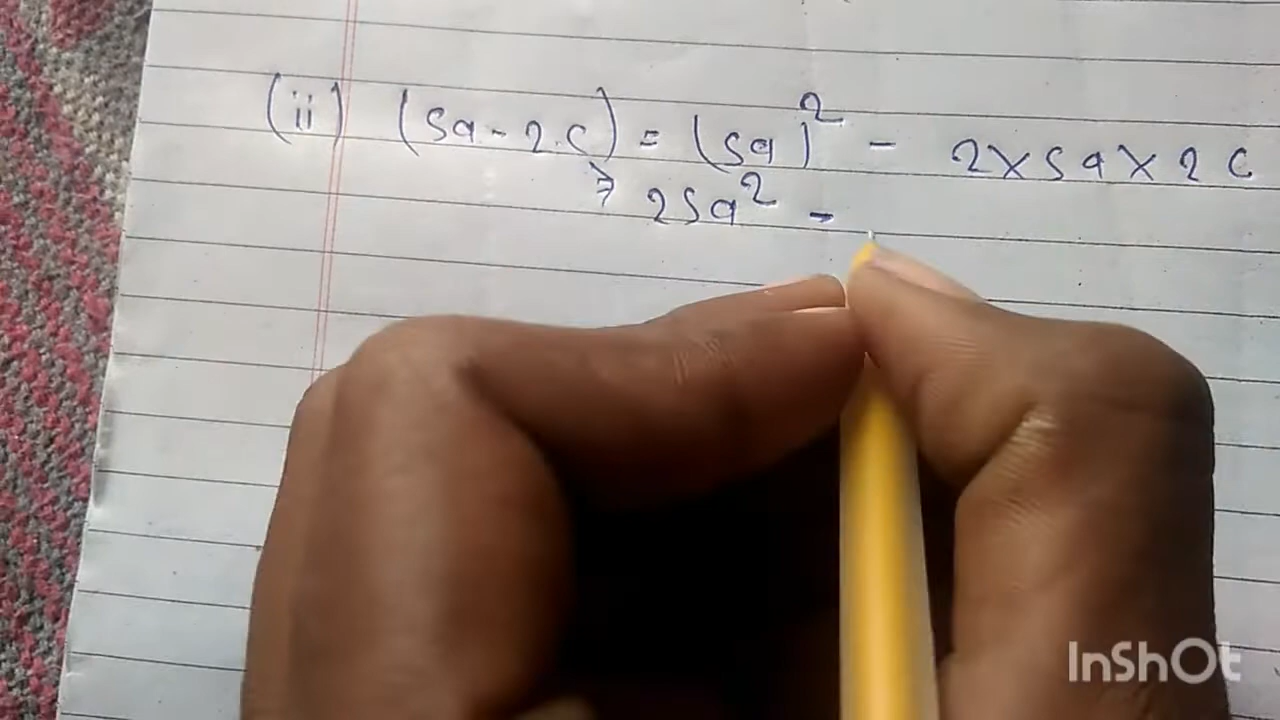 (ii) (5a - 2c) = (5a)² - 2×5a×2c
⇒ 25a² -
InShOt